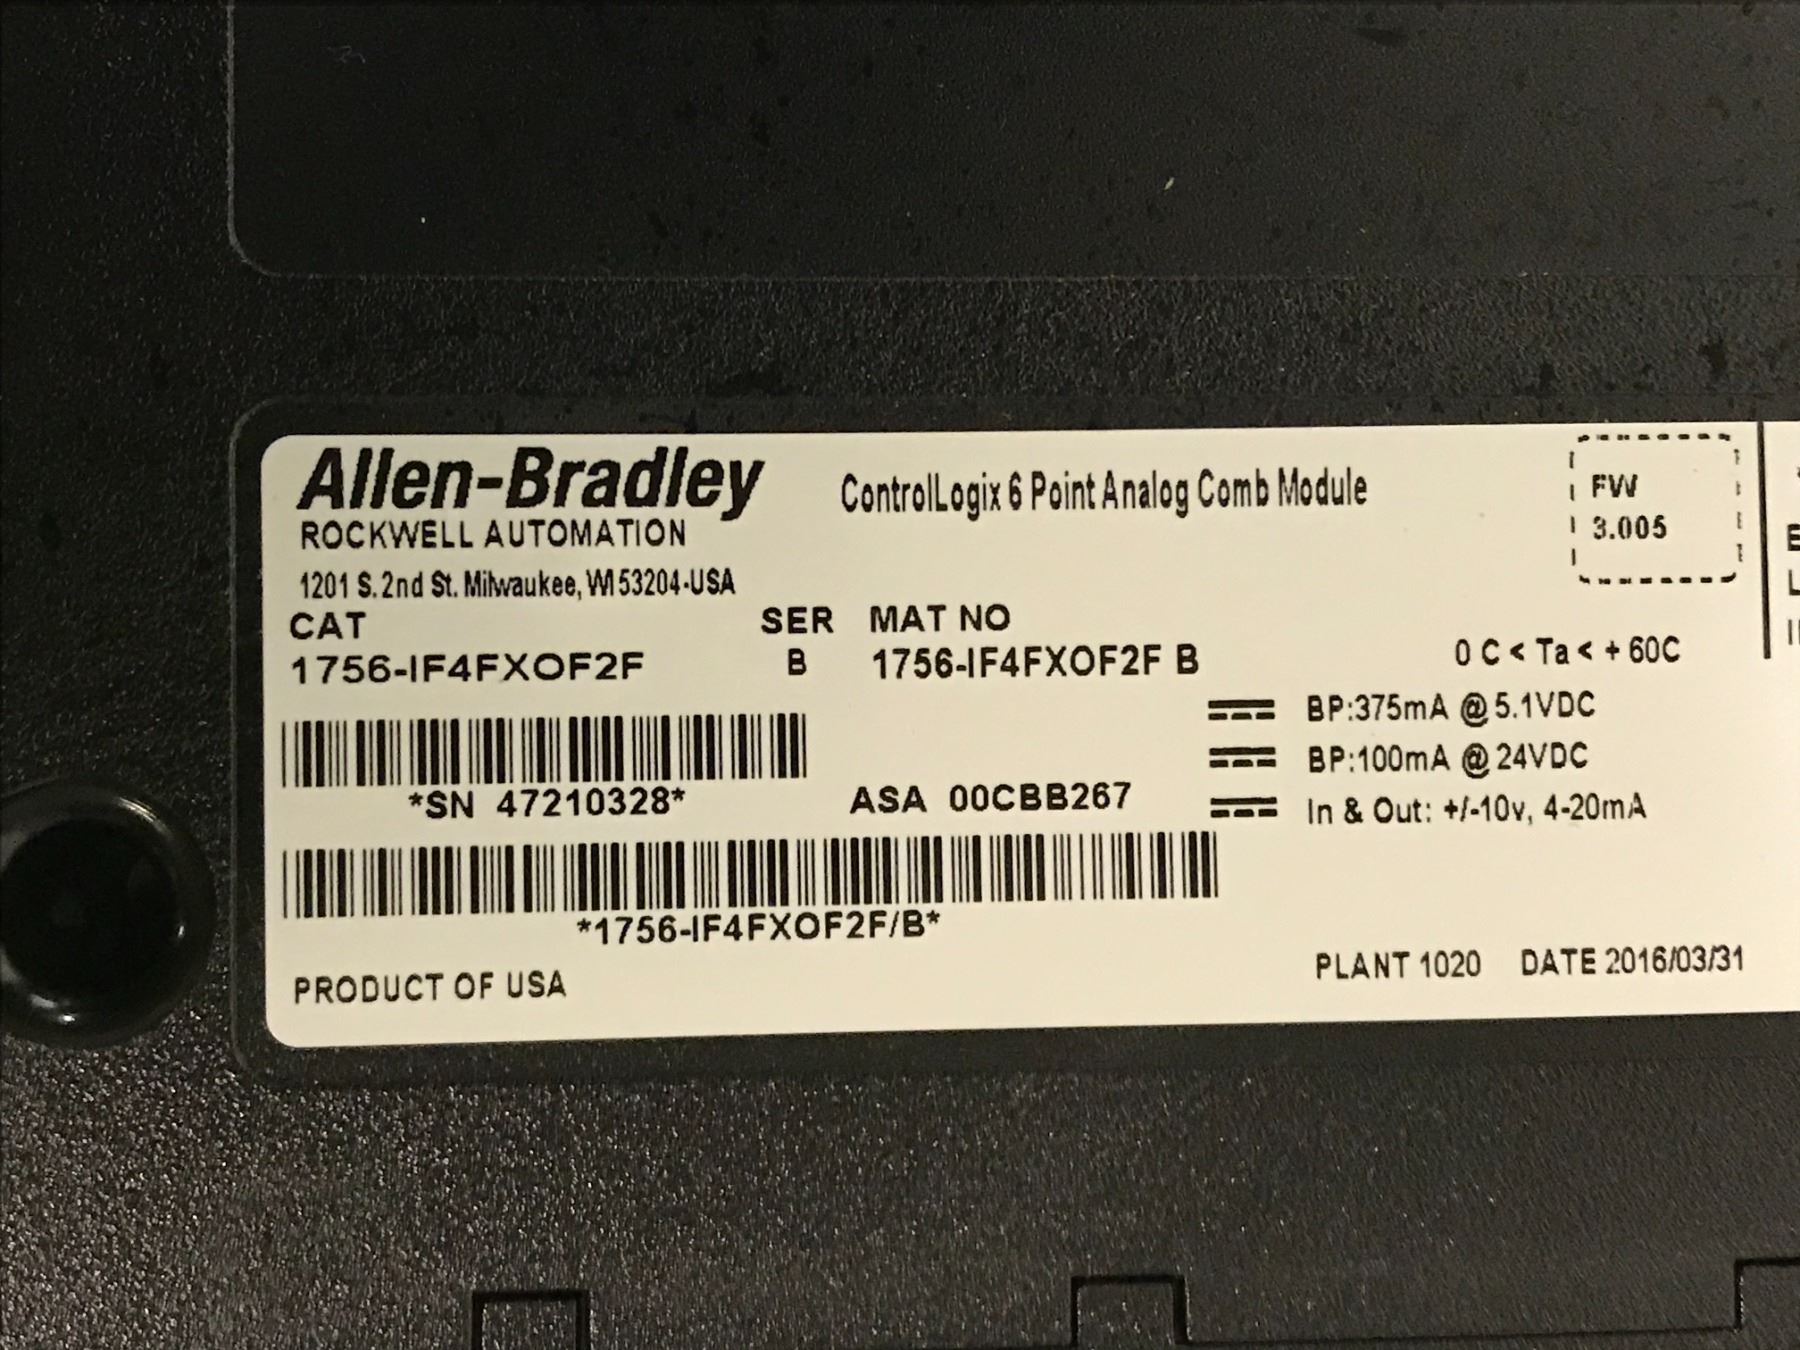 Allen-Bradley
ROCKWELL AUTOMATION
1201 S. 2nd St. Milwaukee, WI 53204-USA
ControlLogix 6 Point Analog Comb Module
FW
3.005
CAT SER MAT NO
1756-IF4FXOF2F B 1756-IF4FXOF2F B
0 C < Ta < + 60C
BP:375mA @ 5.1VDC
BP:100mA @ 24VDC
In & Out: +/-10v, 4-20mA
*SN 47210328* ASA 00CBB267
*1756-IF4FXOF2F/B*
PRODUCT OF USA
PLANT 1020 DATE 2016/03/31